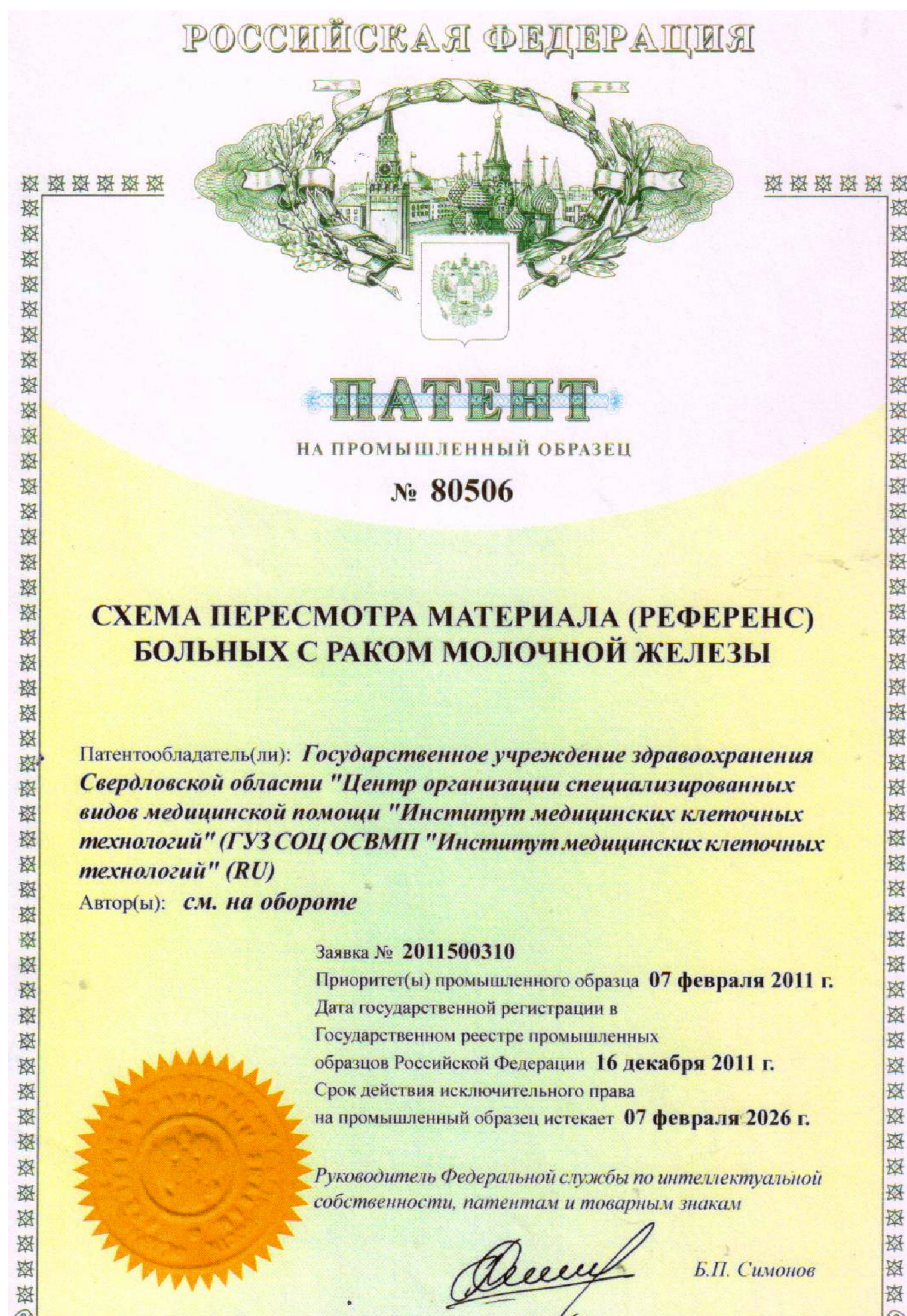 РОССИЙСКАЯ ФЕДЕРАЦИЯ
ПАТЕНТ
НА ПРОМЫШЛЕННЫЙ ОБРАЗЕЦ
№ 80506
СХЕМА ПЕРЕСМОТРА МАТЕРИАЛА (РЕФЕРЕНС)
БОЛЬНЫХ С РАКОМ МОЛОЧНОЙ ЖЕЛЕЗЫ
Патентообладатель(ли): Государственное учреждение здравоохранения
Свердловской области "Центр организации специализированных
видов медицинской помощи "Институт медицинских клеточных
технологий" (ГУЗ СОЦ ОСВМП "Институт медицинских клеточных
технологий" (RU)
Автор(ы): см. на обороте
Заявка № 2011500310
Приоритет(ы) промышленного образца 07 февраля 2011 г.
Дата государственной регистрации в
Государственном реестре промышленных
образцов Российской Федерации 16 декабря 2011 г.
Срок действия исключительного права
на промышленный образец истекает 07 февраля 2026 г.
Руководитель Федеральной службы по интеллектуальной
собственности, патентам и товарным знакам
Б.П. Симонов